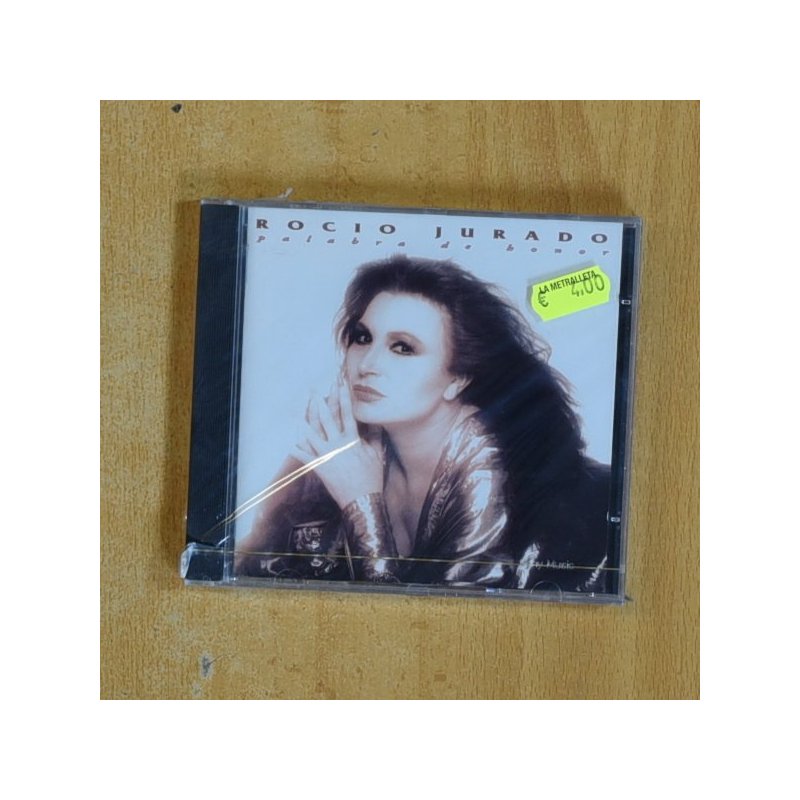 ROCIO JURADO
Palabra de honor
LA METRALLETA
€ 4,00